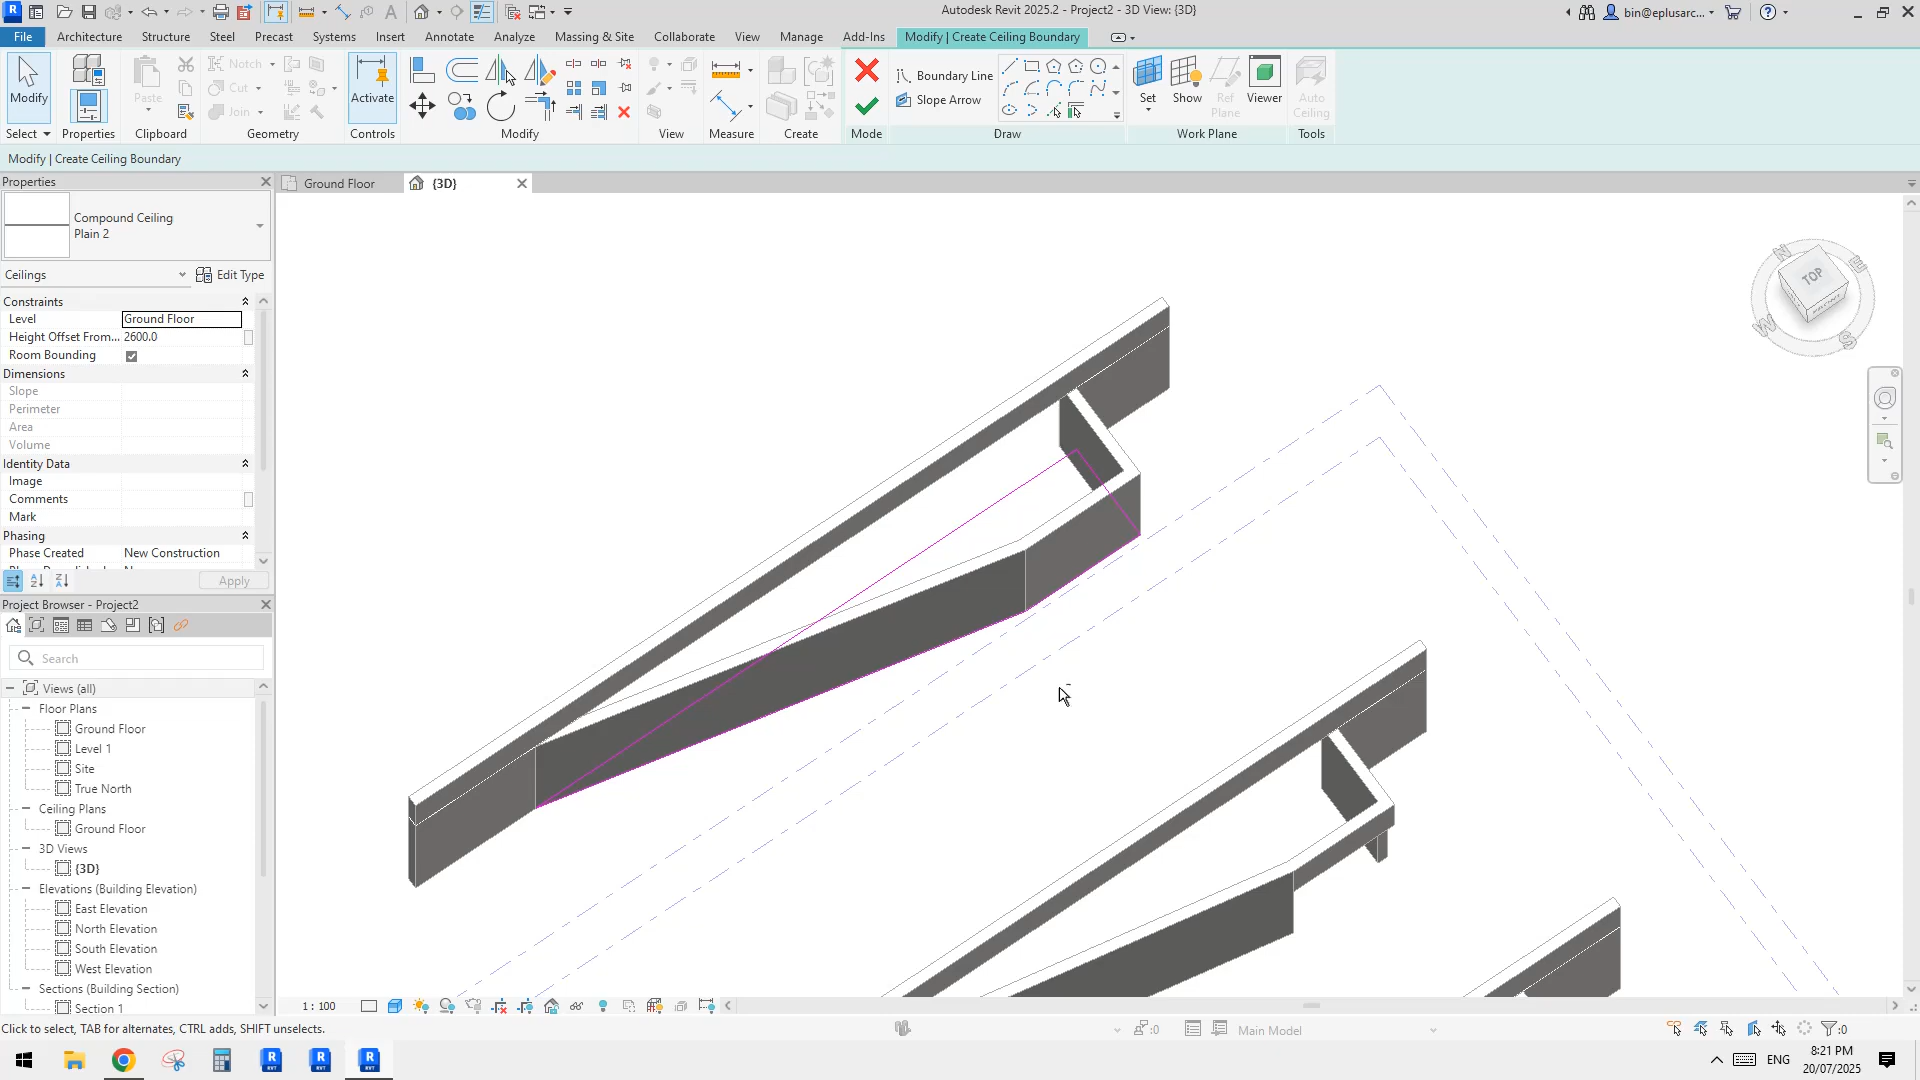 Autodesk Revit 2025.2 - Project2 - 3D View: {3D}
bin@eplusarc...
File
Architecture
Structure
Steel
Precast
Systems
Insert
Annotate
Analyze
Massing & Site
Collaborate
View
Manage
Add-Ins
Modify | Create Ceiling Boundary
Modify
Select
Properties
Paste
Clipboard
Notch
Cut
Join
Geometry
Activate
Controls
Modify
View
Measure
Create
Mode
Boundary Line
Slope Arrow
Draw
Set
Show
Ref
Plane
Viewer
Work Plane
Auto
Ceiling
Tools
Modify | Create Ceiling Boundary
Properties
Ground Floor
{3D}
Compound Ceiling
Plain 2
Ceilings
Edit Type
Constraints
Level
Ground Floor
Height Offset From...
2600.0
Room Bounding
Dimensions
Slope
Perimeter
Area
Volume
Identity Data
Image
Comments
Mark
Phasing
Phase Created
New Construction
Apply
Project Browser - Project2
Search
Views (all)
Floor Plans
Ground Floor
Level 1
Site
True North
Ceiling Plans
Ground Floor
3D Views
{3D}
Elevations (Building Elevation)
East Elevation
North Elevation
South Elevation
West Elevation
Sections (Building Section)
Section 1
TOP
N
E
W
S
1 : 100
Click to select, TAB for alternates, CTRL adds, SHIFT unselects.
:0
Main Model
:0
ENG
8:21 PM
20/07/2025